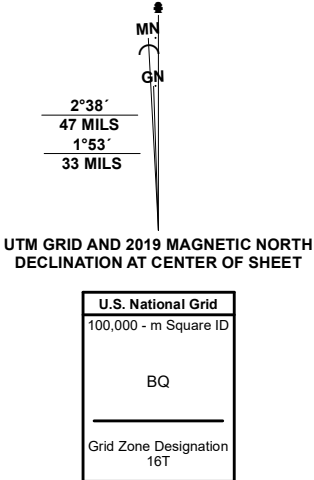 MN
GN
2°38´
47 MILS
1°53´
33 MILS
UTM GRID AND 2019 MAGNETIC NORTH
DECLINATION AT CENTER OF SHEET
U.S. National Grid
100,000 - m Square ID
BQ
Grid Zone Designation
16T